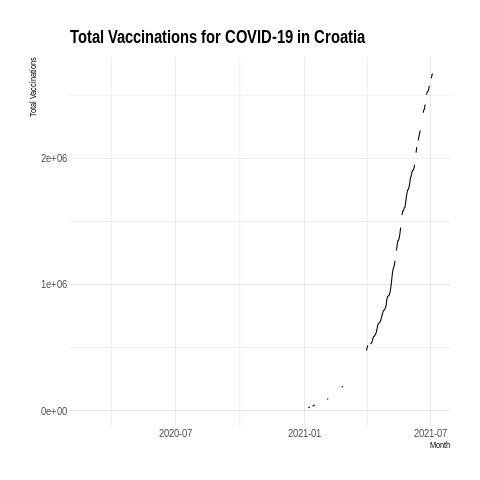 Total Vaccinations for COVID-19 in Croatia
Total Vaccinations
2e+06
1e+06
0e+00
2020-07
2021-01
2021-07
Month